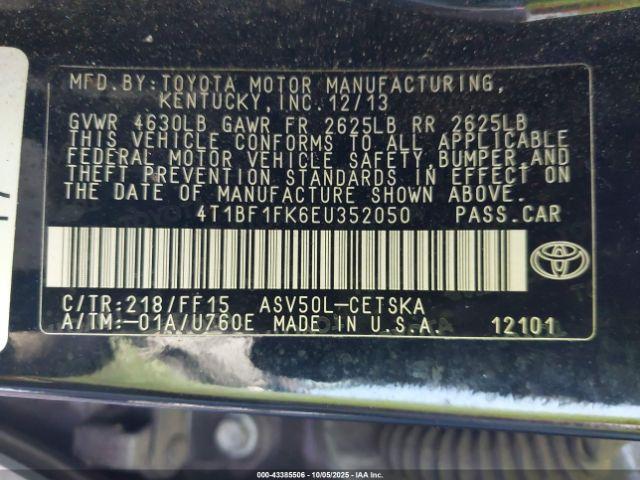 MFD. BY: TOYOTA MOTOR MANUFACTURING,
KENTUCKY, INC. 12/13
GVWR 4630LB GAWR FR 2625LB RR 2625LB
THIS VEHICLE CONFORMS TO ALL APPLICABLE
FEDERAL MOTOR VEHICLE SAFETY, BUMPER, AND
THEFT PREVENTION STANDARDS IN EFFECT ON
THE DATE OF MANUFACTURE SHOWN ABOVE.
4T1BF1FK6EU352050 PASS. CAR
C/TR: 218/FF15 ASV50L-CETSKA
A/TM: -01A/U760E MADE IN U.S.A. 12101
TOYOTA
© 000-43385506 - 10/05/2025 - IAA Inc.